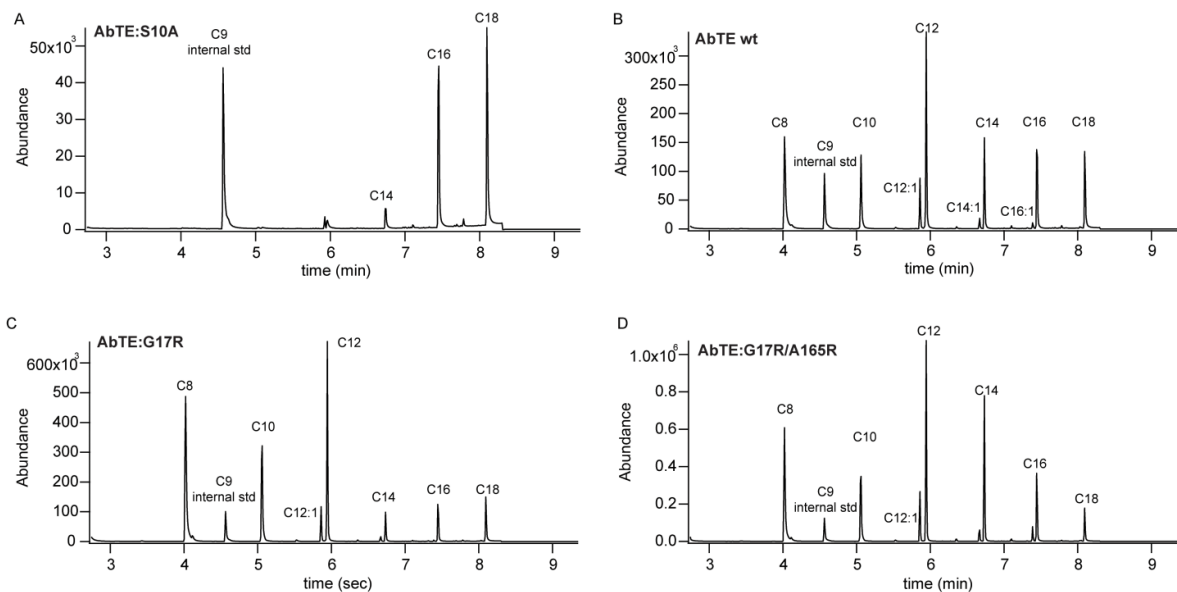 A
AbTE:S10A
C9
internal std
C14
C16
C18
50x10³
40
30
20
10
0
Abundance
3 4 5 6 7 8 9
time (min)
B
AbTE wt
C8
C9
internal std
C10
C12:1
C12
C14:1
C14
C16:1
C16
C18
300x10³
250
200
150
100
50
0
Abundance
3 4 5 6 7 8 9
time (min)
C
AbTE:G17R
C8
C9
internal std
C10
C12:1
C12
C14
C16
C18
600x10³
500
400
300
200
100
0
Abundance
3 4 5 6 7 8 9
time (sec)
D
AbTE:G17R/A165R
C8
C9
internal std
C10
C12:1
C12
C14
C16
C18
1.0x10⁶
0.8
0.6
0.4
0.2
0.0
Abundance
3 4 5 6 7 8 9
time (min)